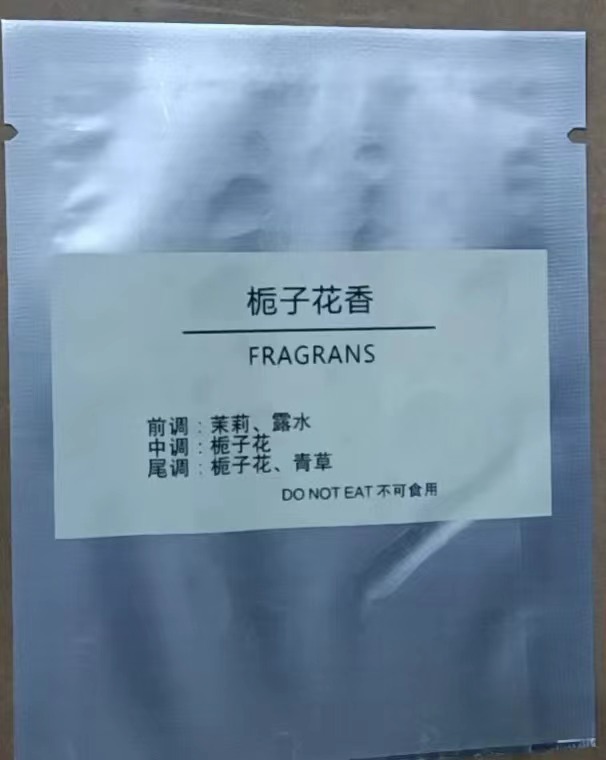 栀子花香
FRAGRANS
前调：茉莉、露水
中调：栀子花
尾调：栀子花、青草
DO NOT EAT 不可食用